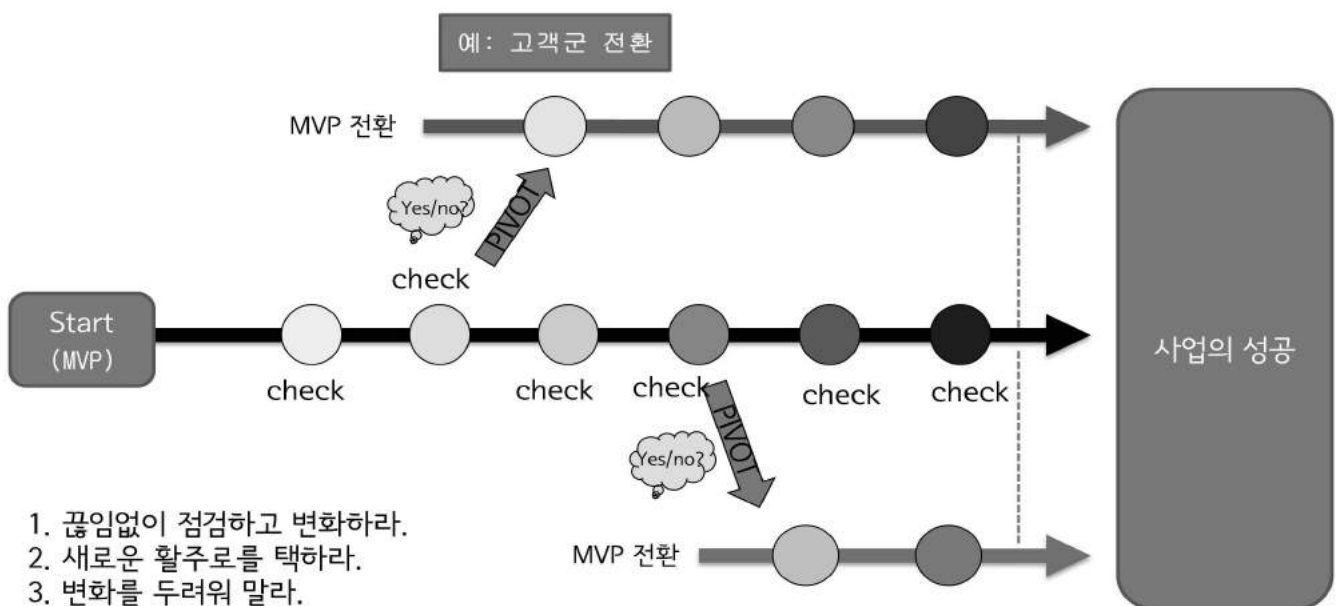 예: 고객군 전환
MVP 전환
Yes/no?
PIVOT
check
Start
(MVP)
사업의 성공
check
check
check
check
check
PIVOT
Yes/no?
MVP 전환
1. 끊임없이 점검하고 변화하라.
2. 새로운 활주로를 택하라.
3. 변화를 두려워 말라.